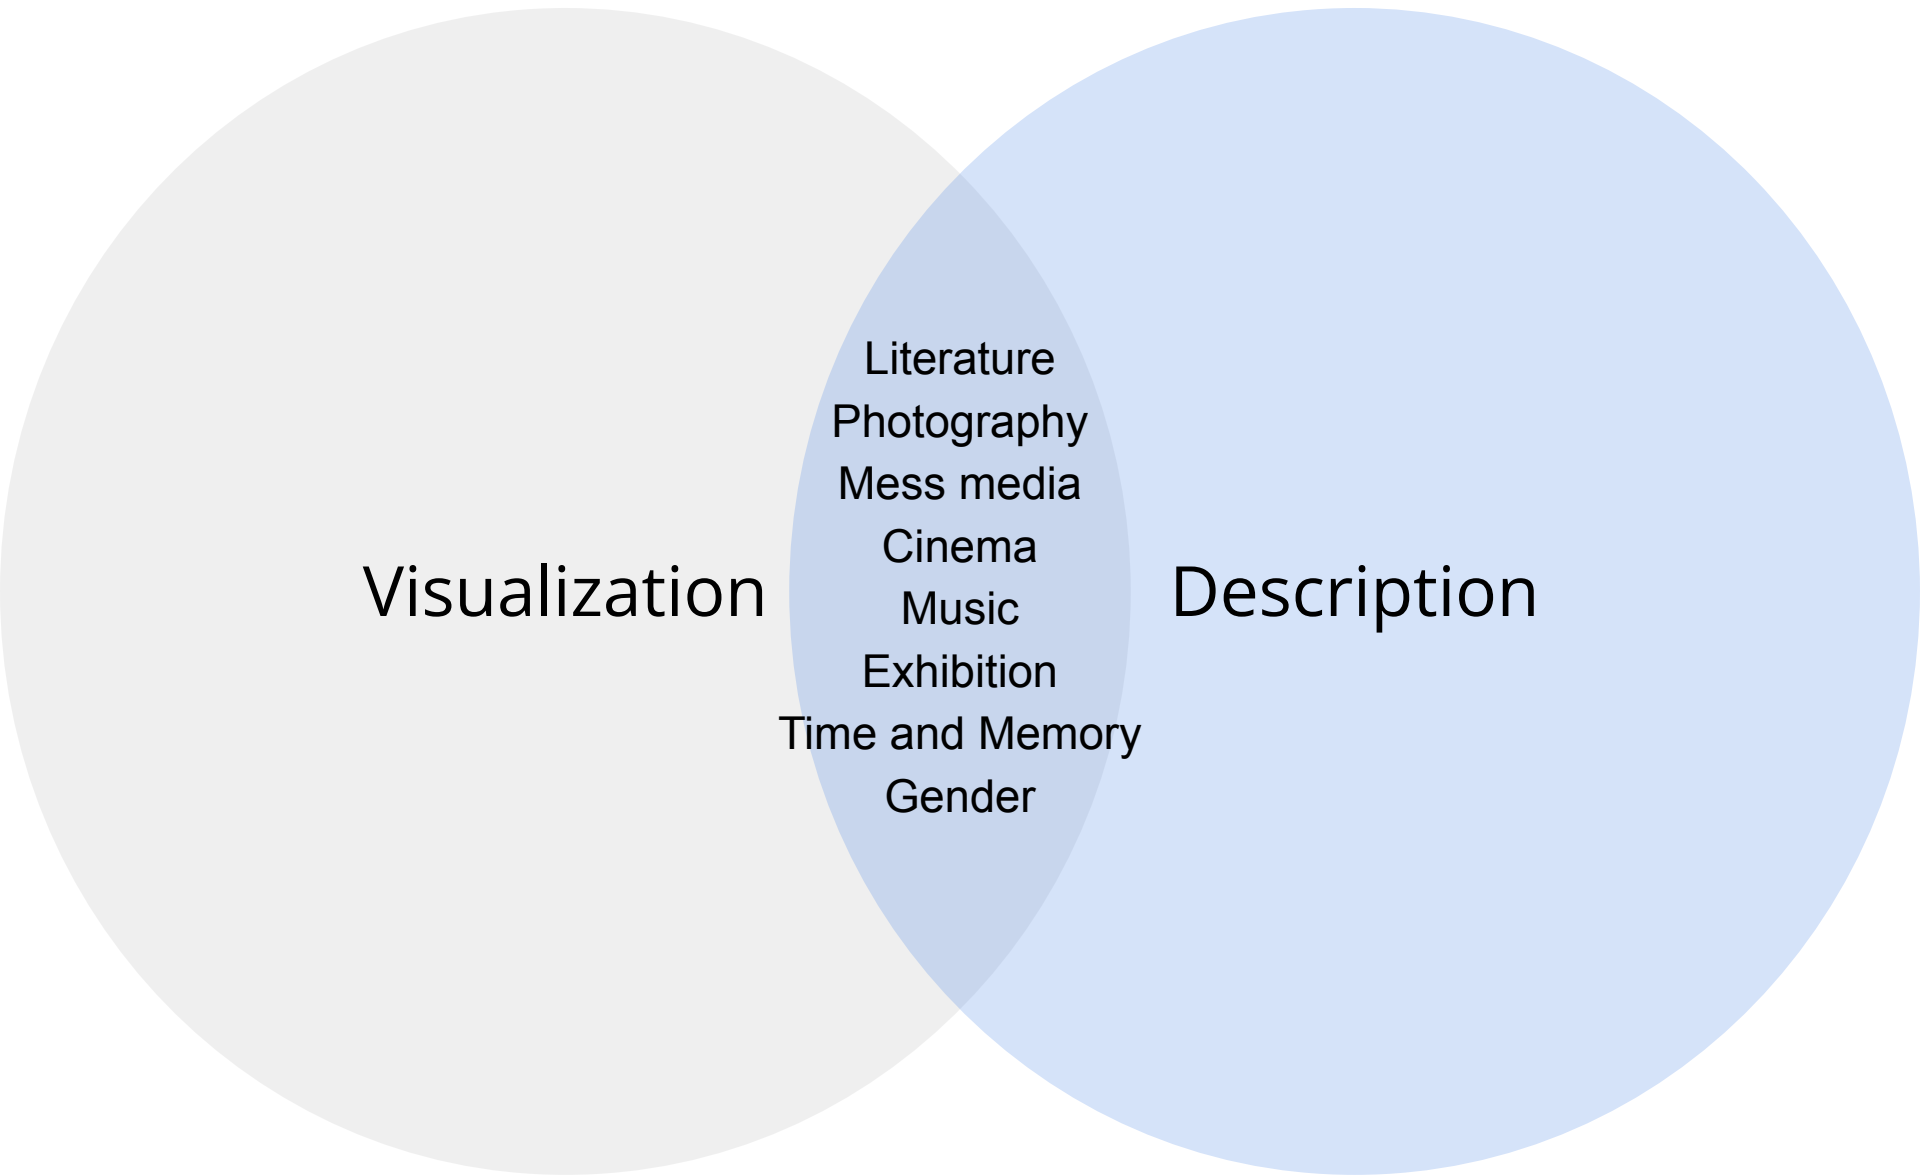 Visualization
Literature
Photography
Mess media
Cinema
Music
Exhibition
Time and Memory
Gender
Description